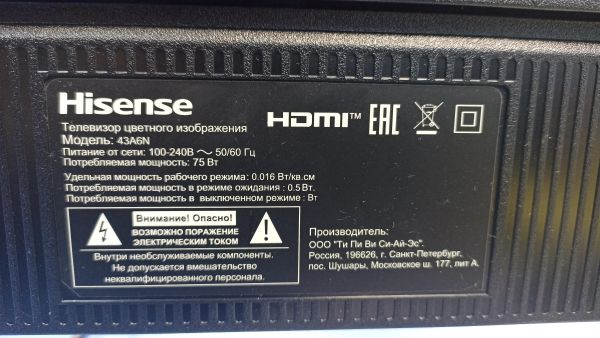 Hisense
HDMI™ EAC
Телевизор цветного изображения
Модель: 43A6N
Питание от сети: 100-240В ～ 50/60 Гц
Потребляемая мощность: 75 Вт
Удельная мощность рабочего режима: 0.016 Вт/кв.см
Потребляемая мощность в режиме ожидания : 0.5 Вт.
Потребляемая мощность в выключенном режиме : Вт
Внимание! Опасно!
ВОЗМОЖНО ПОРАЖЕНИЕ
ЭЛЕКТРИЧЕСКИМ ТОКОМ
Внутри необслуживаемые компоненты.
Не допускается вмешательство
неквалифицированного персонала.
Производитель:
ООО "Ти Пи Ви Си-Ай-Эс".
Россия, 196626, г. Санкт-Петербург,
пос. Шушары, Московское ш. 177, лит А.